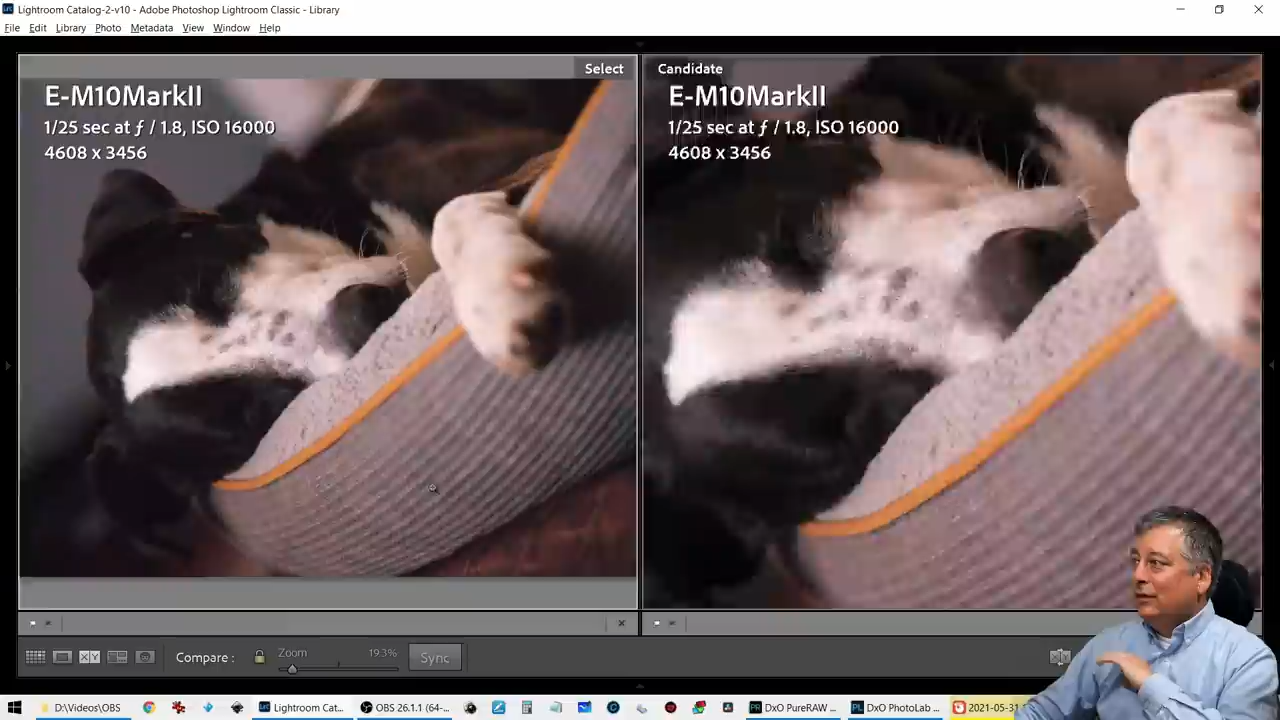 Lightroom Catalog-2-v10 - Adobe Photoshop Lightroom Classic - Library
File Edit Library Photo Metadata View Window Help
Select
E-M10MarkII
1/25 sec at ƒ / 1.8, ISO 16000
4608 x 3456
Candidate
E-M10MarkII
1/25 sec at ƒ / 1.8, ISO 16000
4608 x 3456
XY Compare : Zoom 19.3% Sync
D:\Videos\OBS Lightroom Cat... OBS 26.1.1 (64-... DxO PureRAW ... DxO PhotoLab ... 2021-05-31